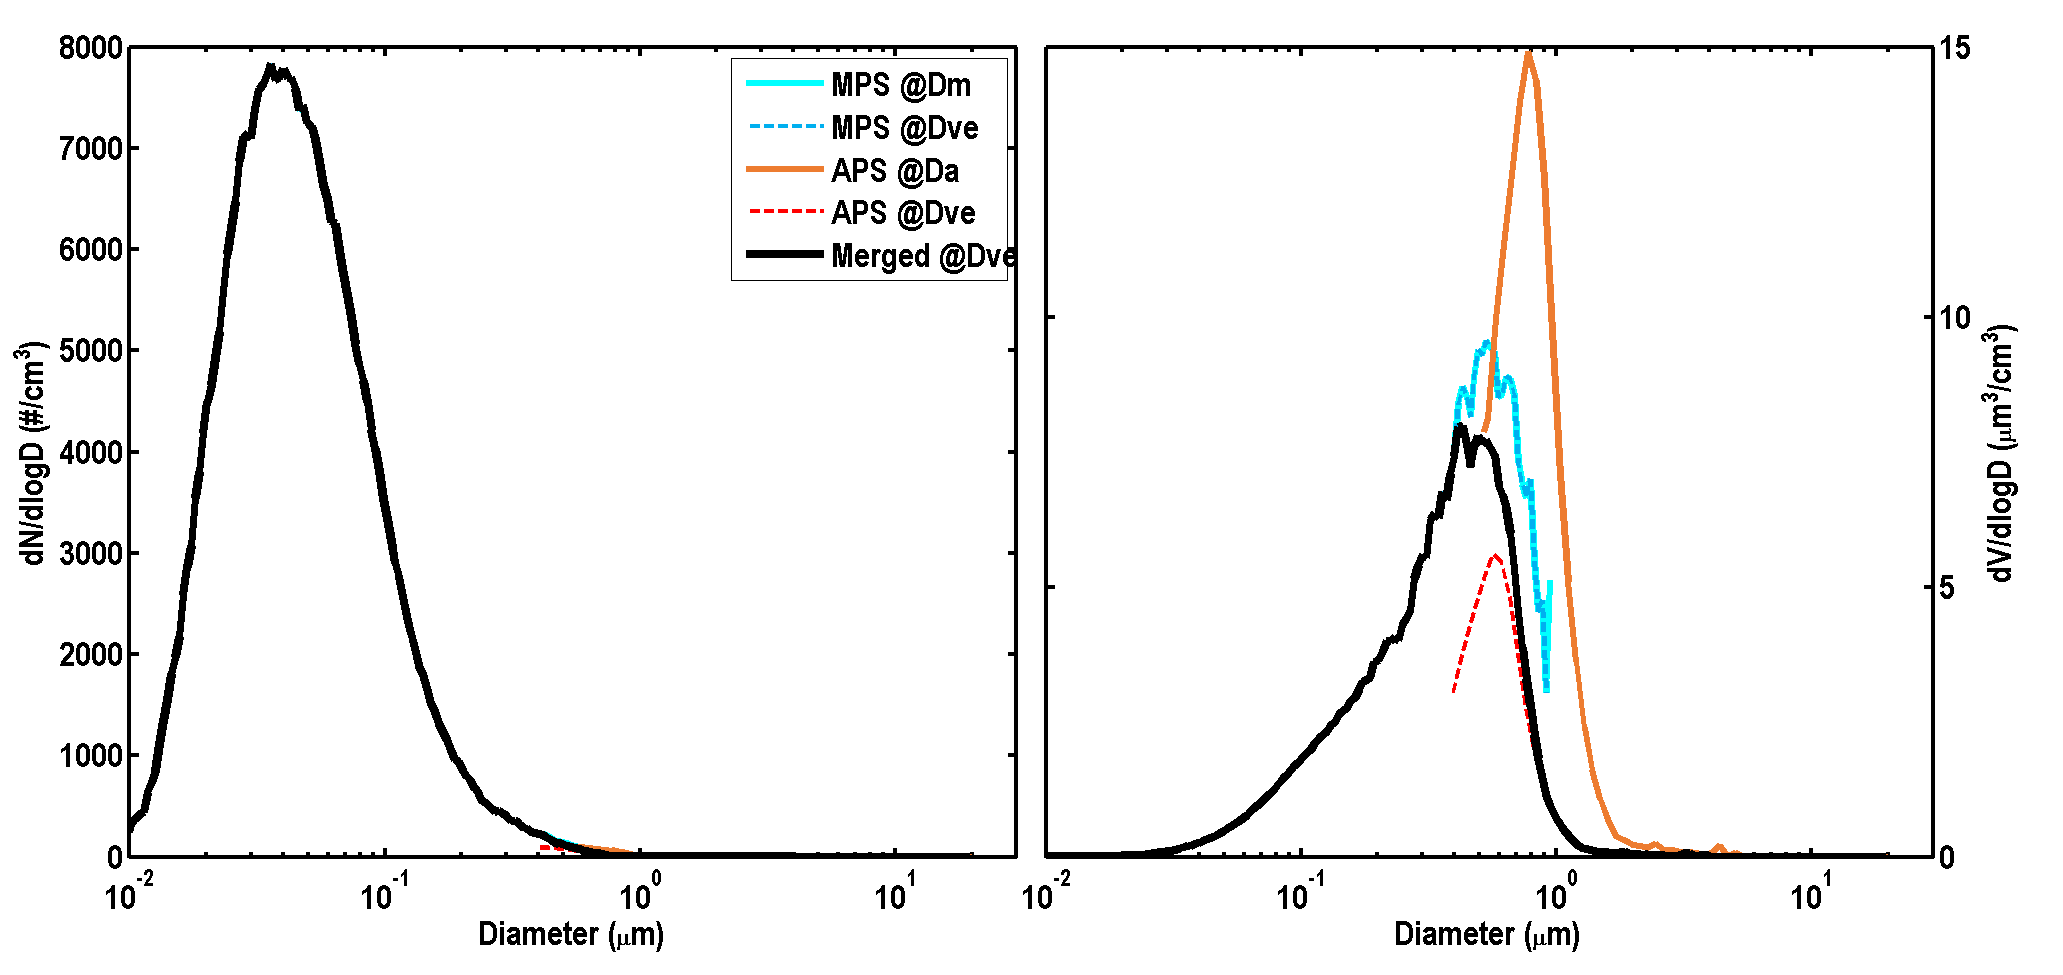 8000
7000
6000
5000
4000
3000
2000
1000
0
dN/dlogD (#/cm³)
10⁻² 10⁻¹ 10⁰ 10¹
Diameter (μm)
MPS @Dm
MPS @Dve
APS @Da
APS @Dve
Merged @Dve
15
10
5
0
dV/dlogD (μm³/cm³)
10⁻² 10⁻¹ 10⁰ 10¹
Diameter (μm)